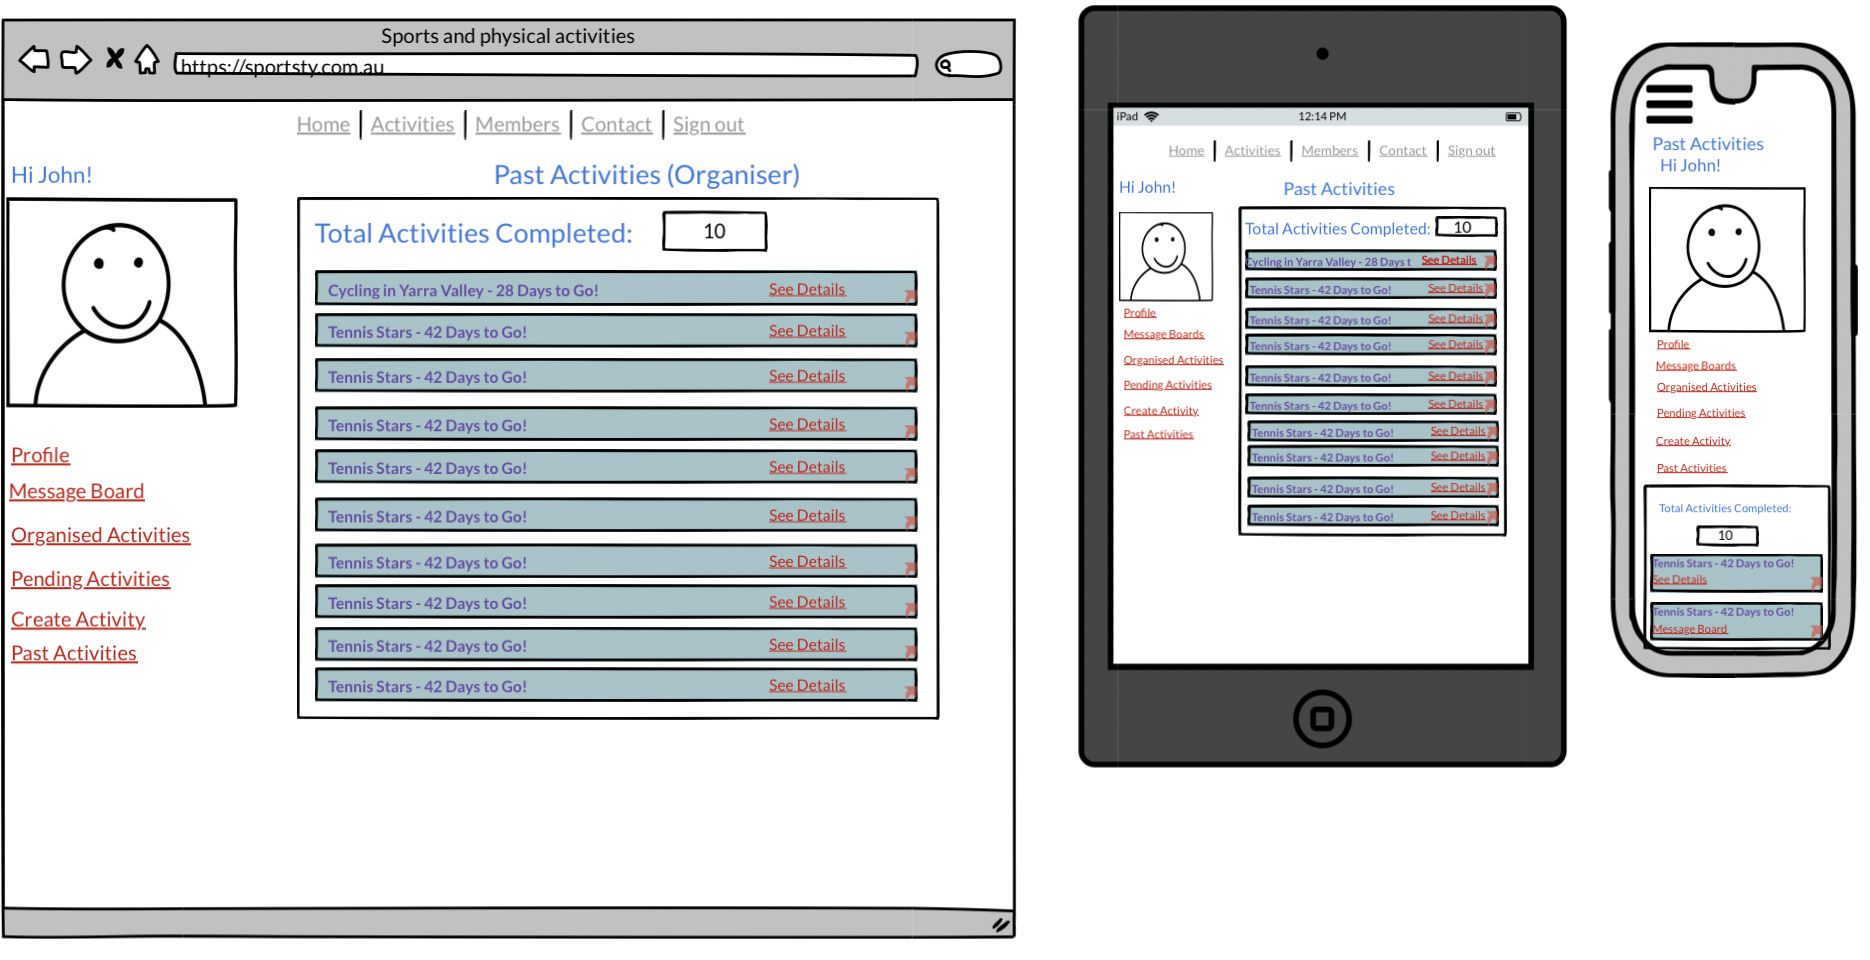 Sports and physical activities
https://sportsty.com.au
Home | Activities | Members | Contact | Sign out
Hi John!
Past Activities (Organiser)
Total Activities Completed: 10
Cycling in Yarra Valley - 28 Days to Go! See Details
Tennis Stars - 42 Days to Go! See Details
Tennis Stars - 42 Days to Go! See Details
Tennis Stars - 42 Days to Go! See Details
Tennis Stars - 42 Days to Go! See Details
Tennis Stars - 42 Days to Go! See Details
Tennis Stars - 42 Days to Go! See Details
Tennis Stars - 42 Days to Go! See Details
Tennis Stars - 42 Days to Go! See Details
Tennis Stars - 42 Days to Go! See Details
Profile
Message Board
Organised Activities
Pending Activities
Create Activity
Past Activities
iPad 12:14 PM
Home | Activities | Members | Contact | Sign out
Hi John!
Past Activities
Total Activities Completed: 10
Cycling in Yarra Valley - 28 Days t See Details
Tennis Stars - 42 Days to Go! See Details
Tennis Stars - 42 Days to Go! See Details
Tennis Stars - 42 Days to Go! See Details
Tennis Stars - 42 Days to Go! See Details
Tennis Stars - 42 Days to Go! See Details
Tennis Stars - 42 Days to Go! See Details
Tennis Stars - 42 Days to Go! See Details
Tennis Stars - 42 Days to Go! See Details
Tennis Stars - 42 Days to Go! See Details
Profile
Message Boards
Organised Activities
Pending Activities
Create Activity
Past Activities
Past Activities
Hi John!
Profile
Message Boards
Organised Activities
Pending Activities
Create Activity
Past Activities
Total Activities Completed:
10
Tennis Stars - 42 Days to Go!
See Details
Tennis Stars - 42 Days to Go!
Message Board